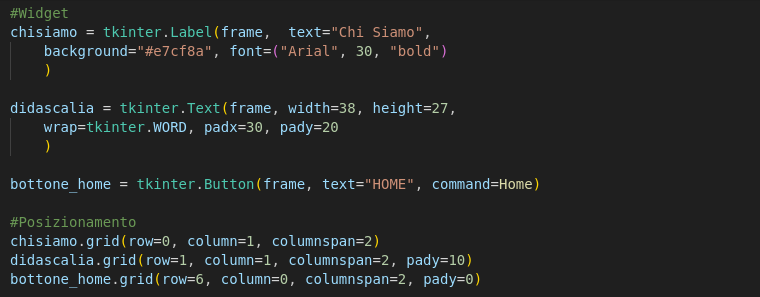 #Widget
chisiamo = tkinter.Label(frame,  text="Chi Siamo",
    background="#e7cf8a", font=("Arial", 30, "bold")
    )

didascalia = tkinter.Text(frame, width=38, height=27,
    wrap=tkinter.WORD, padx=30, pady=20
    )

bottone_home = tkinter.Button(frame, text="HOME", command=Home)

#Posizionamento
chisiamo.grid(row=0, column=1, columnspan=2)
didascalia.grid(row=1, column=1, columnspan=2, pady=10)
bottone_home.grid(row=6, column=0, columnspan=2, pady=0)